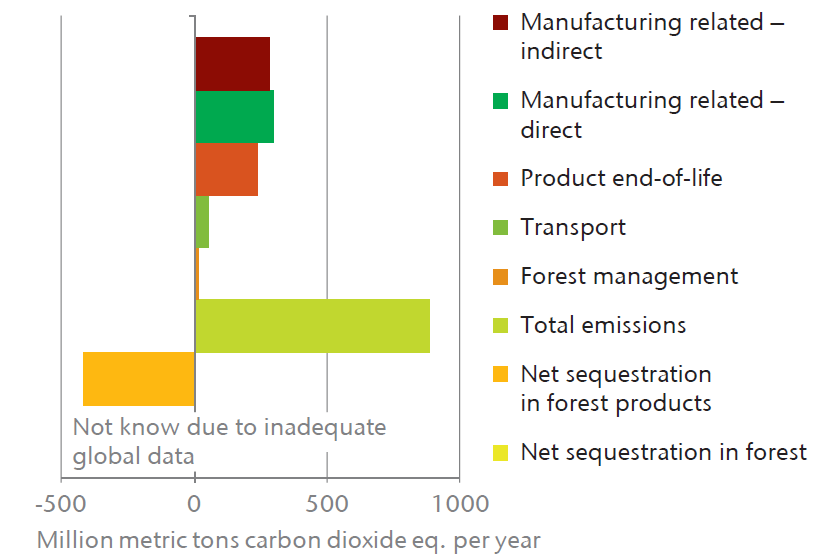 Manufacturing related –
indirect
Manufacturing related –
direct
Product end-of-life
Transport
Forest management
Total emissions
Net sequestration
in forest products
Net sequestration in forest
Not know due to inadequate
global data
-500 0 500 1000
Million metric tons carbon dioxide eq. per year